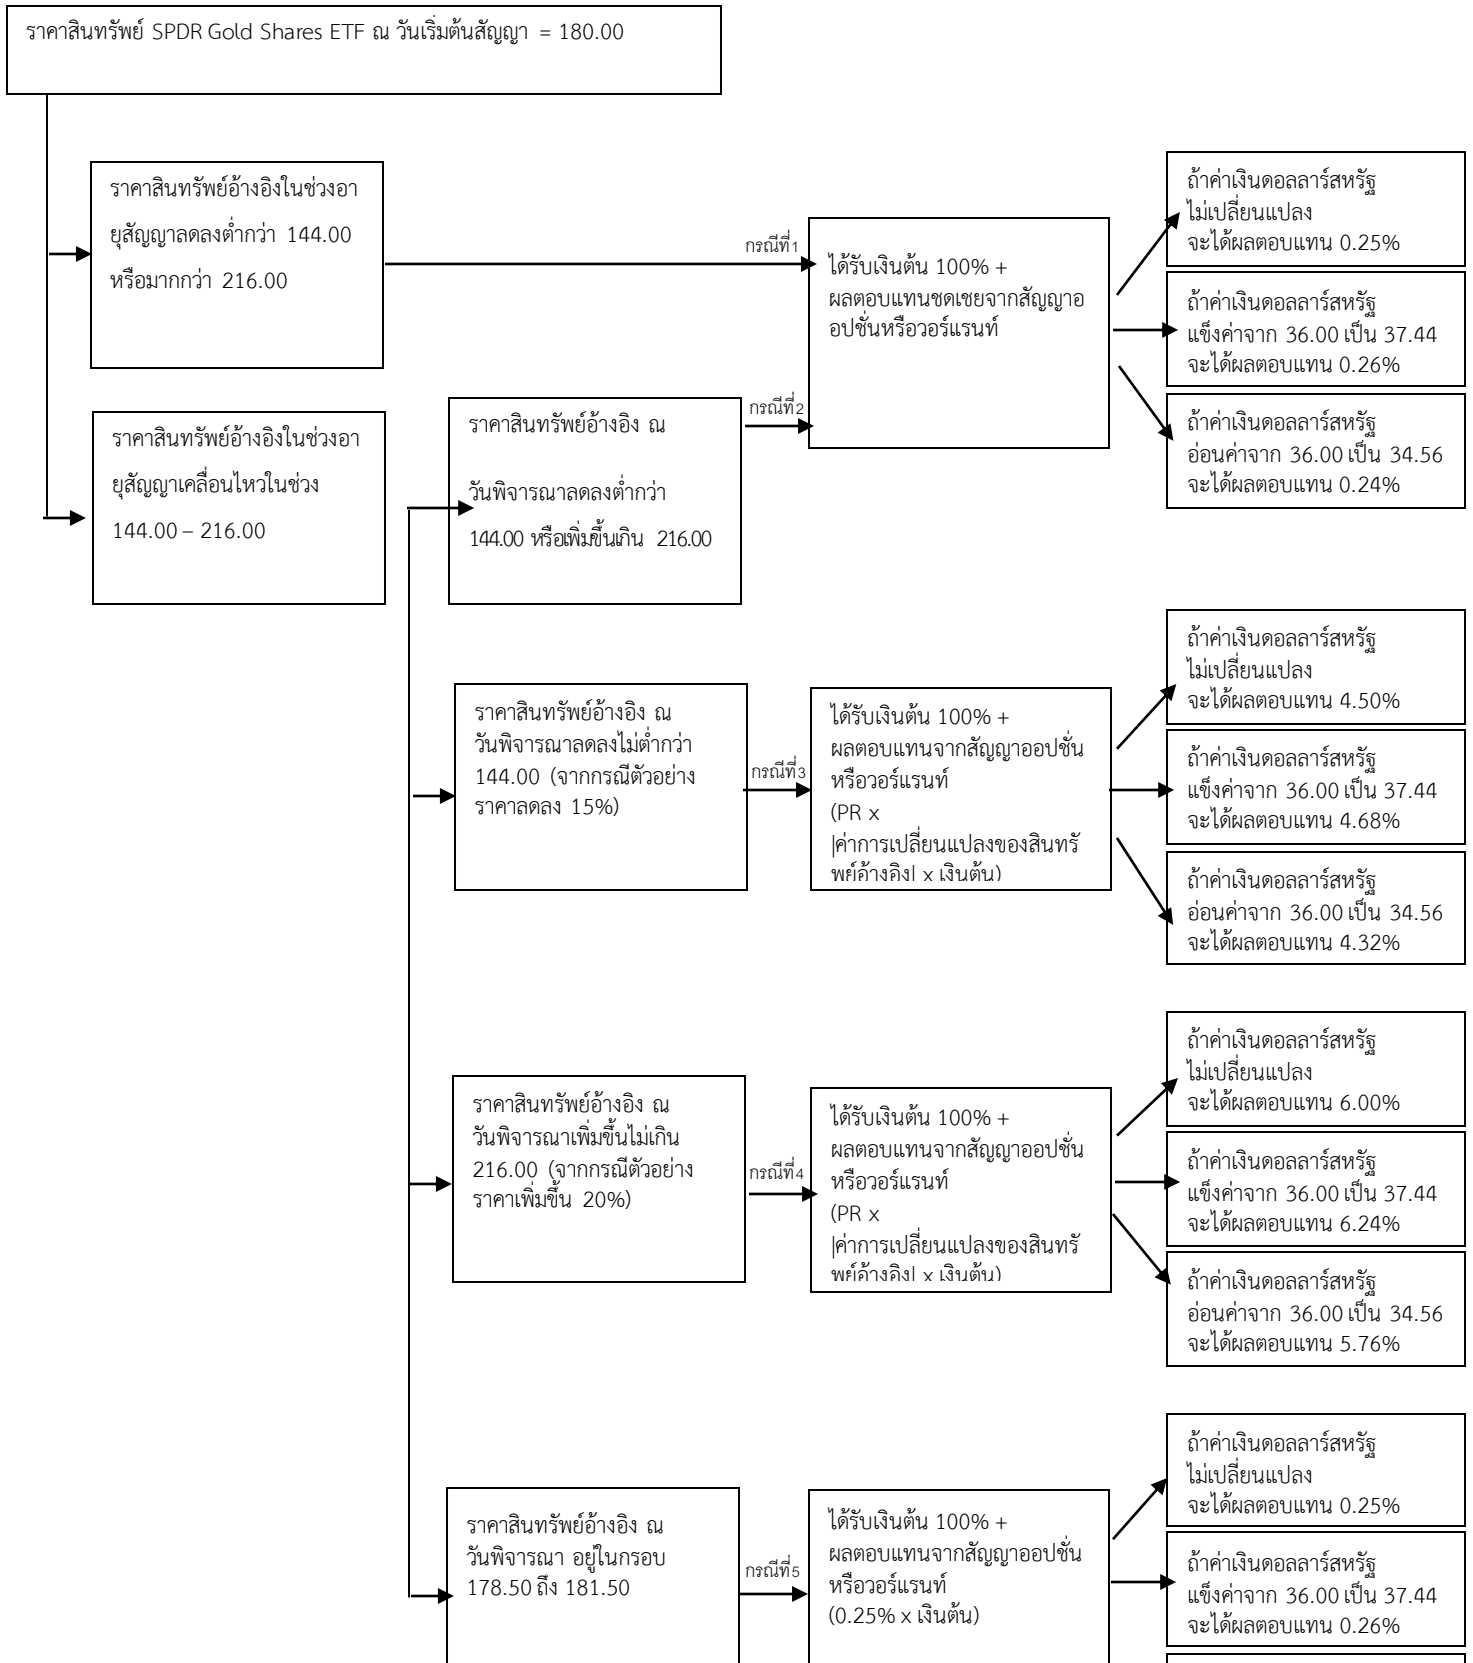 ราคาสินทรัพย์ SPDR Gold Shares ETF ณ วันเริ่มต้นสัญญา = 180.00
ราคาสินทรัพย์อ้างอิงในช่วงอา
ยุสัญญาลดลงต่ำกว่า 144.00
หรือมากกว่า 216.00
กรณีที่1
ได้รับเงินต้น 100% +
ผลตอบแทนชดเชยจากสัญญาอ
อปชั่นหรือวอร์แรนท์
ถ้าค่าเงินดอลลาร์สหรัฐ
ไม่เปลี่ยนแปลง
จะได้ผลตอบแทน 0.25%
ถ้าค่าเงินดอลลาร์สหรัฐ
แข็งค่าจาก 36.00 เป็น 37.44
จะได้ผลตอบแทน 0.26%
ถ้าค่าเงินดอลลาร์สหรัฐ
อ่อนค่าจาก 36.00 เป็น 34.56
จะได้ผลตอบแทน 0.24%
ราคาสินทรัพย์อ้างอิงในช่วงอา
ยุสัญญาเคลื่อนไหวในช่วง
144.00 – 216.00
ราคาสินทรัพย์อ้างอิง ณ
วันพิจารณาลดลงต่ำกว่า
144.00 หรือเพิ่มขึ้นเกิน 216.00
กรณีที่2
ราคาสินทรัพย์อ้างอิง ณ
วันพิจารณาลดลงไม่ต่ำกว่า
144.00 (จากกรณีตัวอย่าง
ราคาลดลง 15%)
กรณีที่3
ได้รับเงินต้น 100% +
ผลตอบแทนจากสัญญาออปชั่น
หรือวอร์แรนท์
(PR x
|ค่าการเปลี่ยนแปลงของสินทรั
พย์อ้างอิง| x เงินต้น)
ถ้าค่าเงินดอลลาร์สหรัฐ
ไม่เปลี่ยนแปลง
จะได้ผลตอบแทน 4.50%
ถ้าค่าเงินดอลลาร์สหรัฐ
แข็งค่าจาก 36.00 เป็น 37.44
จะได้ผลตอบแทน 4.68%
ถ้าค่าเงินดอลลาร์สหรัฐ
อ่อนค่าจาก 36.00 เป็น 34.56
จะได้ผลตอบแทน 4.32%
ราคาสินทรัพย์อ้างอิง ณ
วันพิจารณาเพิ่มขึ้นไม่เกิน
216.00 (จากกรณีตัวอย่าง
ราคาเพิ่มขึ้น 20%)
กรณีที่4
ได้รับเงินต้น 100% +
ผลตอบแทนจากสัญญาออปชั่น
หรือวอร์แรนท์
(PR x
|ค่าการเปลี่ยนแปลงของสินทรั
พย์อ้างอิง| x เงินต้น)
ถ้าค่าเงินดอลลาร์สหรัฐ
ไม่เปลี่ยนแปลง
จะได้ผลตอบแทน 6.00%
ถ้าค่าเงินดอลลาร์สหรัฐ
แข็งค่าจาก 36.00 เป็น 37.44
จะได้ผลตอบแทน 6.24%
ถ้าค่าเงินดอลลาร์สหรัฐ
อ่อนค่าจาก 36.00 เป็น 34.56
จะได้ผลตอบแทน 5.76%
ราคาสินทรัพย์อ้างอิง ณ
วันพิจารณา อยู่ในกรอบ
178.50 ถึง 181.50
กรณีที่5
ได้รับเงินต้น 100% +
ผลตอบแทนจากสัญญาออปชั่น
หรือวอร์แรนท์
(0.25% x เงินต้น)
ถ้าค่าเงินดอลลาร์สหรัฐ
ไม่เปลี่ยนแปลง
จะได้ผลตอบแทน 0.25%
ถ้าค่าเงินดอลลาร์สหรัฐ
แข็งค่าจาก 36.00 เป็น 37.44
จะได้ผลตอบแทน 0.26%